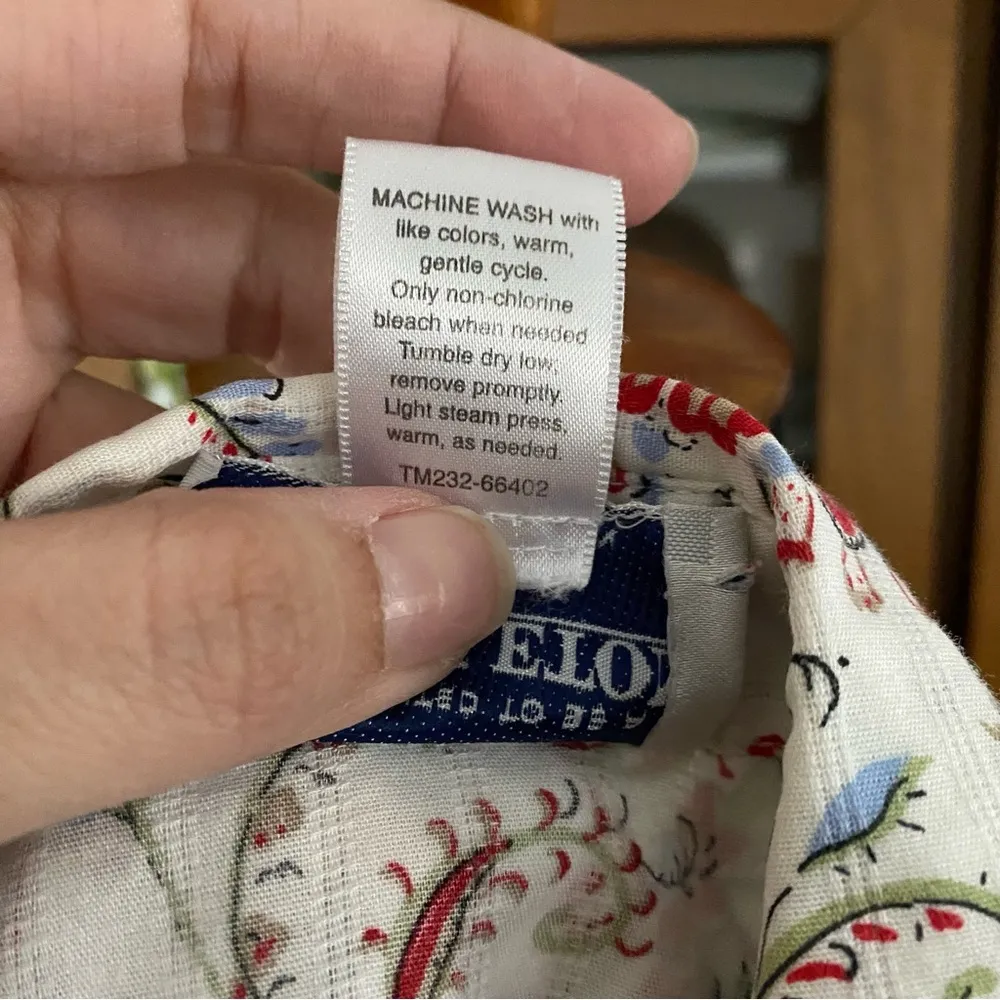 MACHINE WASH with
like colors, warm,
gentle cycle.
Only non-chlorine
bleach when needed
Tumble dry low,
remove promptly.
Light steam press,
warm, as needed.
TM232-66402